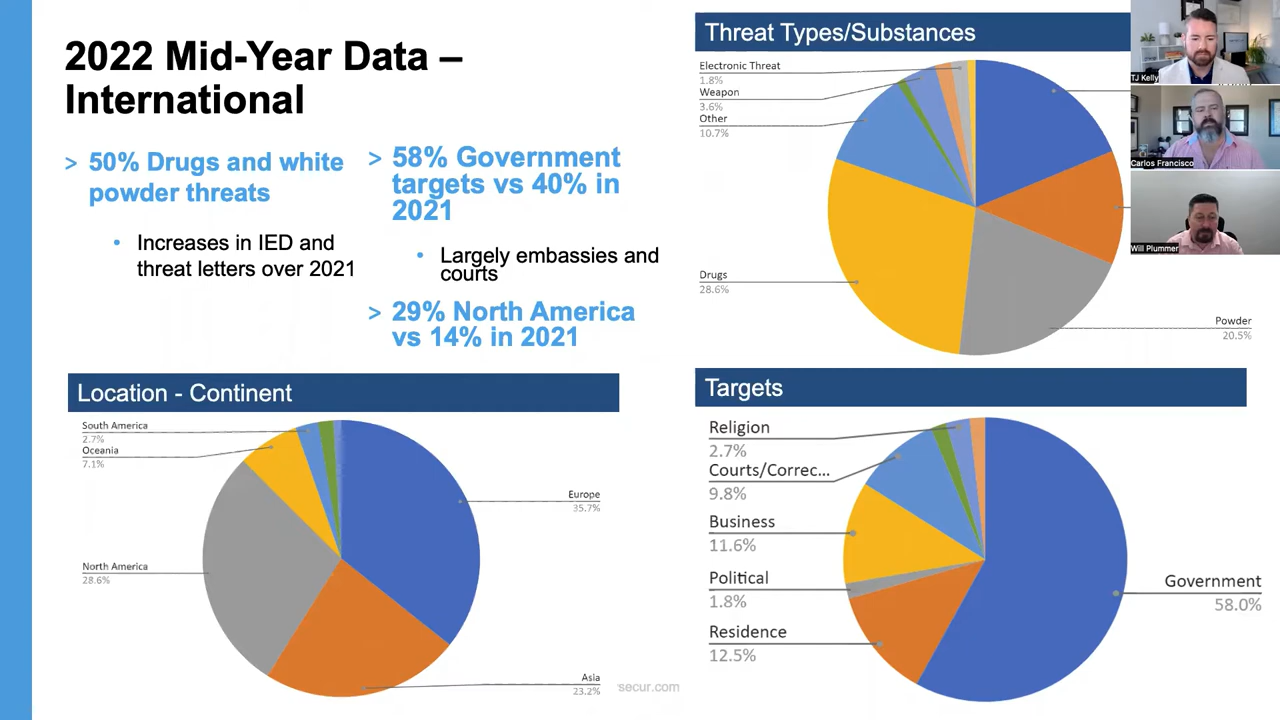 2022 Mid-Year Data –
International
> 50% Drugs and white
powder threats
• Increases in IED and
threat letters over 2021
> 58% Government
targets vs 40% in
2021
• Largely embassies and
courts
> 29% North America
vs 14% in 2021
Threat Types/Substances
Electronic Threat
1.8%
Weapon
3.6%
Other
10.7%
Drugs
28.6%
Powder
20.5%
TJ Kelly
Carlos Francisco
Will Plummer
Location - Continent
South America
2.7%
Oceania
7.1%
North America
28.6%
Europe
35.7%
Asia
23.2%
Targets
Religion
2.7%
Courts/Correc...
9.8%
Business
11.6%
Political
1.8%
Residence
12.5%
Government
58.0%
secur.com